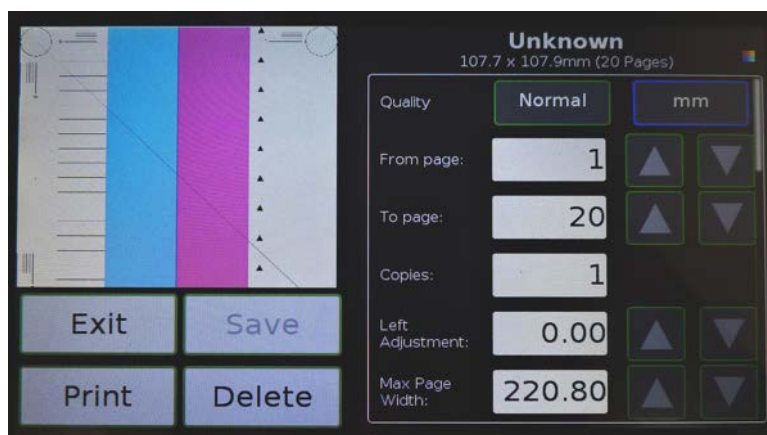 Unknown
107.7 x 107.9mm (20 Pages)
Quality Normal mm
From page: 1
To page: 20
Copies: 1
Left Adjustment: 0.00
Max Page Width: 220.80
Exit Save
Print Delete